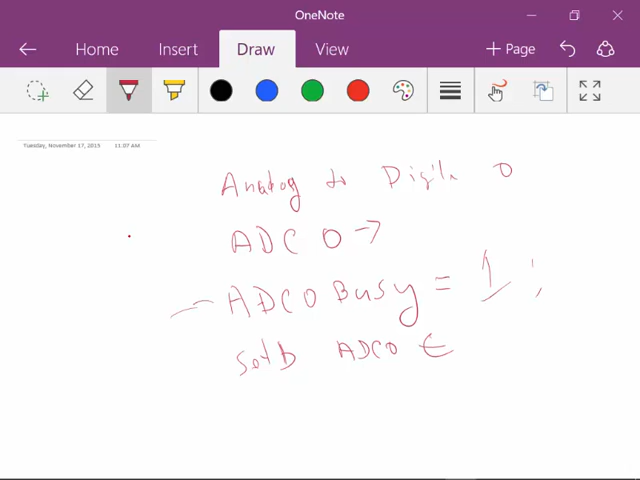 OneNote
Home Insert Draw View + Page
Tuesday, November 17, 2015 11:07 AM
Analog to Digita 0
ADC 0 →
ADC0 Busy = 1 ;
setb ADC0 ←